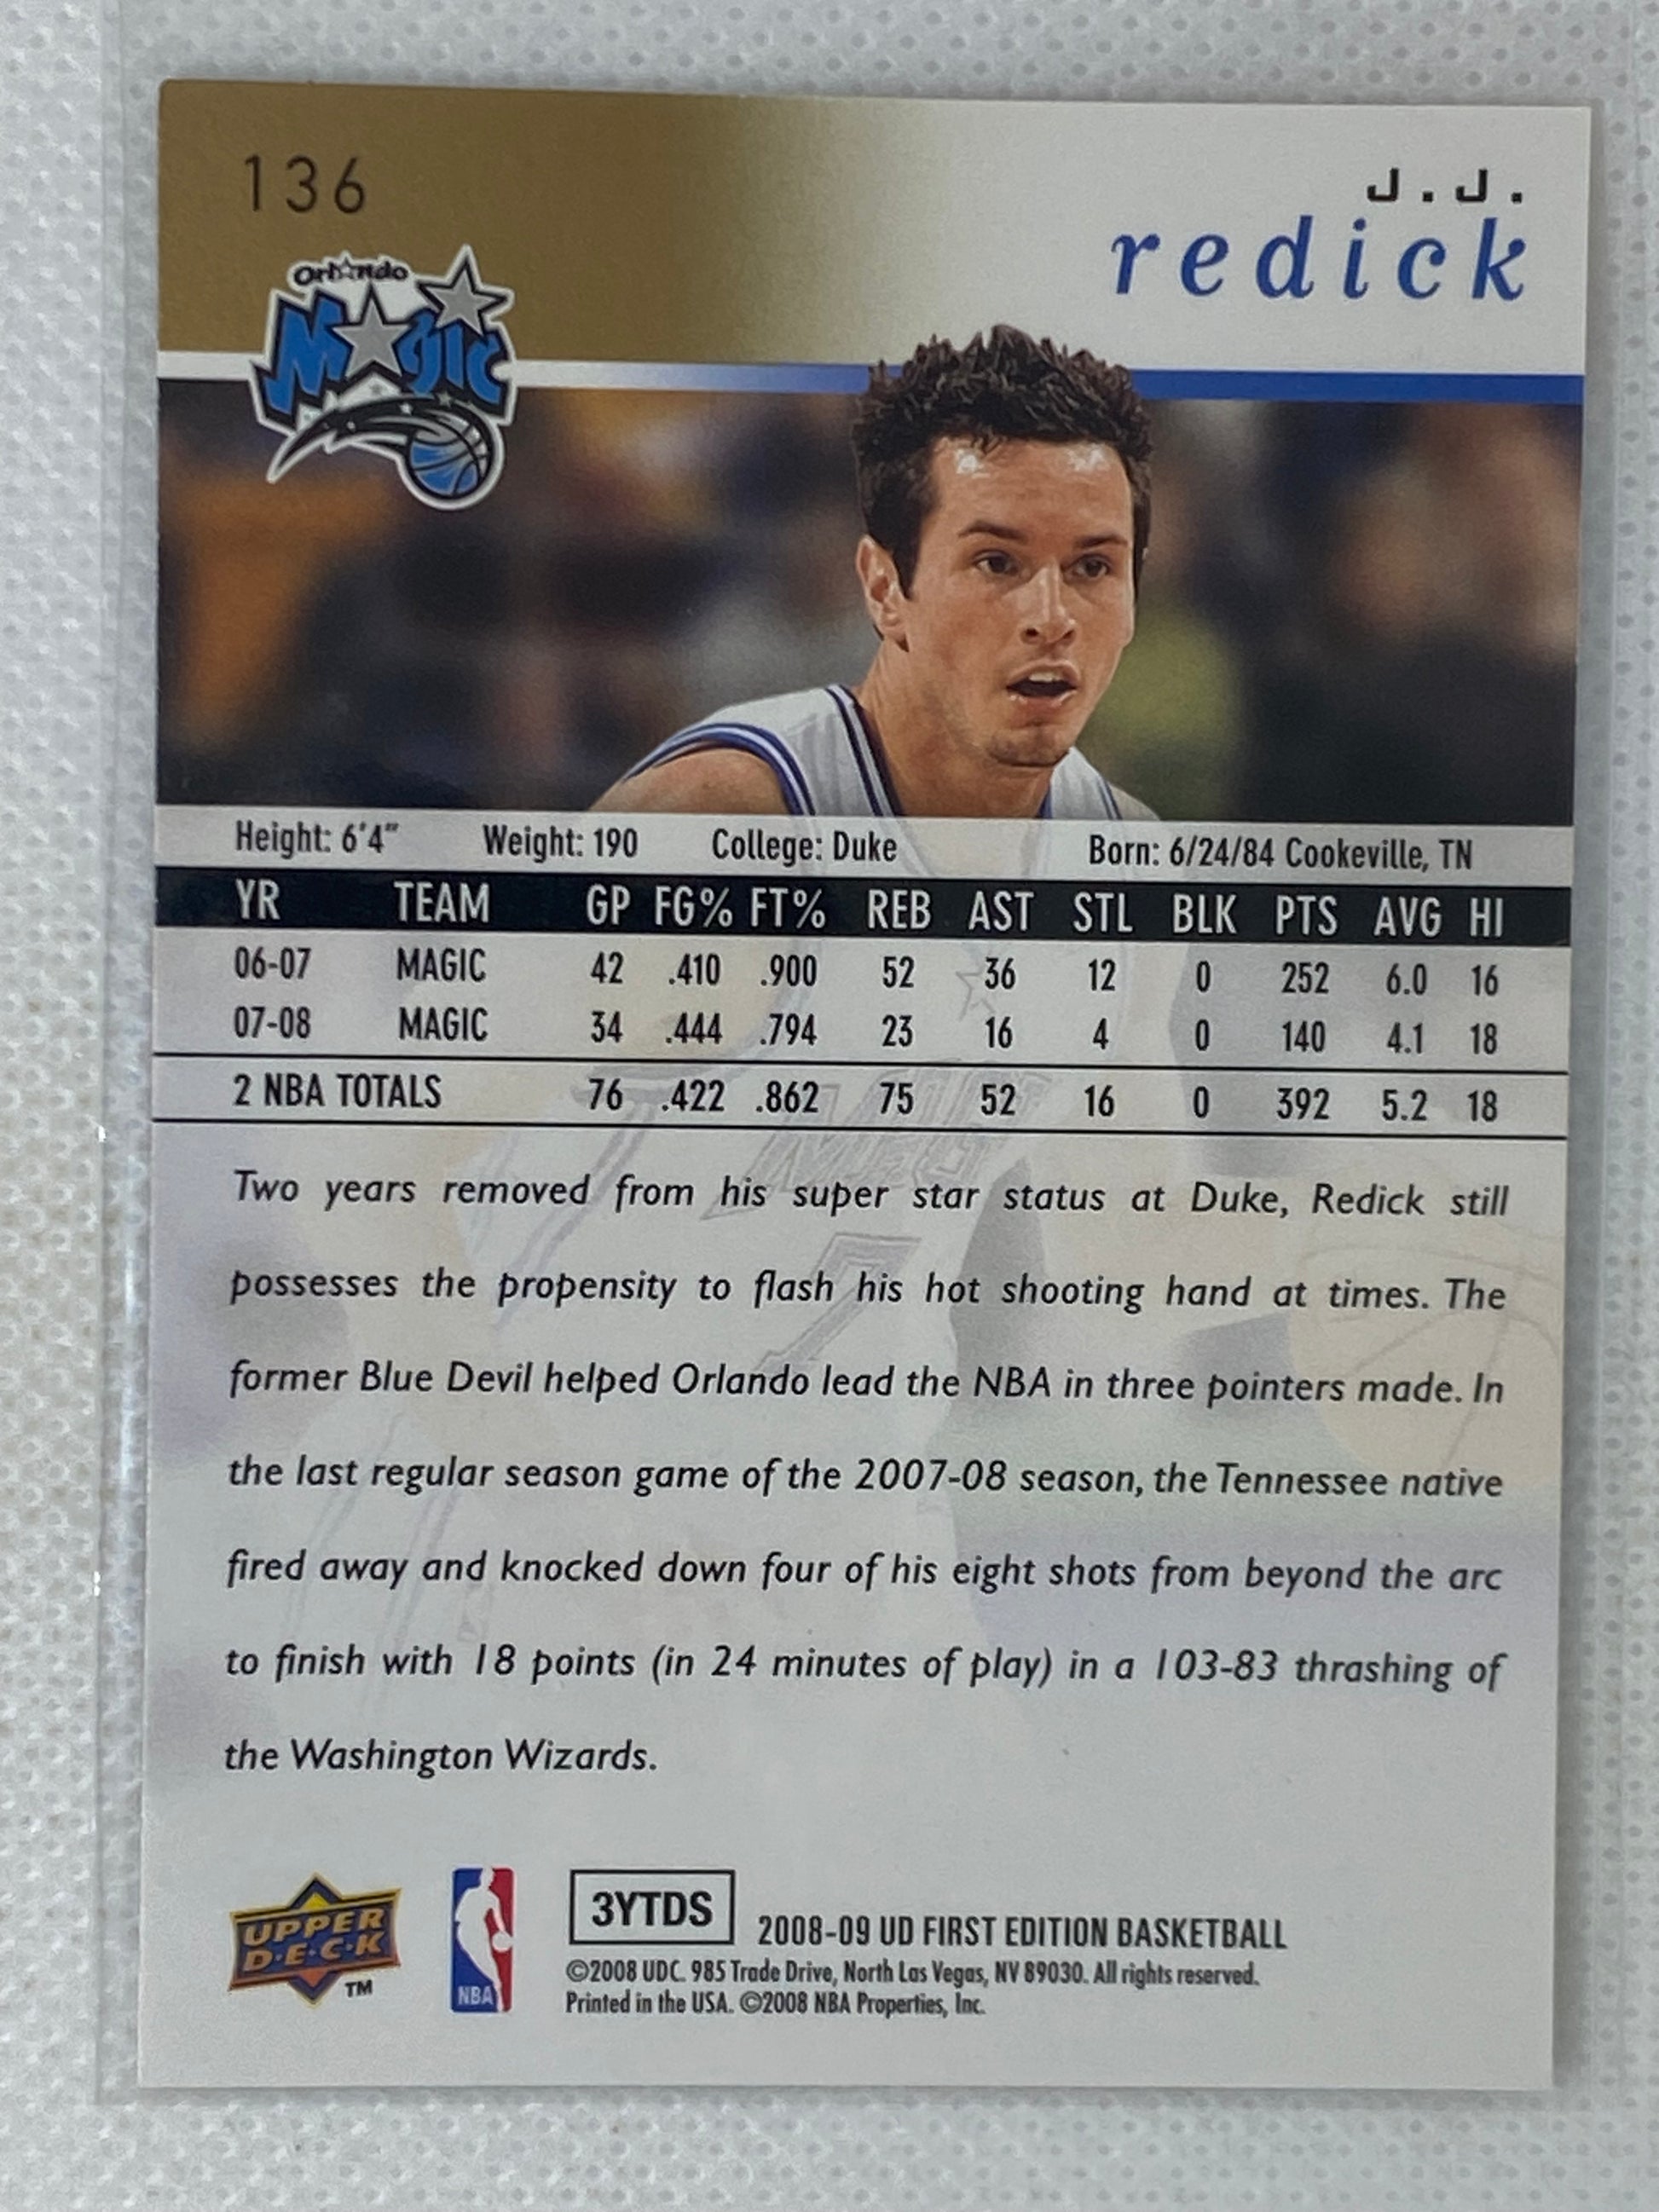 136
J.J.
redick
Orlando
Magic
Height: 6'4" Weight: 190 College: Duke Born: 6/24/84 Cookeville, TN
YR TEAM GP FG% FT% REB AST STL BLK PTS AVG HI
06-07 MAGIC 42 .410 .900 52 36 12 0 252 6.0 16
07-08 MAGIC 34 .444 .794 23 16 4 0 140 4.1 18
2 NBA TOTALS 76 .422 .862 75 52 16 0 392 5.2 18
Two years removed from his super star status at Duke, Redick still
possesses the propensity to flash his hot shooting hand at times. The
former Blue Devil helped Orlando lead the NBA in three pointers made. In
the last regular season game of the 2007-08 season, the Tennessee native
fired away and knocked down four of his eight shots from beyond the arc
to finish with 18 points (in 24 minutes of play) in a 103-83 thrashing of
the Washington Wizards.
UPPER
D·E·C·K
TM
NBA
3YTDS
2008-09 UD FIRST EDITION BASKETBALL
©2008 UDC. 985 Trade Drive, North Las Vegas, NV 89030. All rights reserved.
Printed in the USA. ©2008 NBA Properties, Inc.